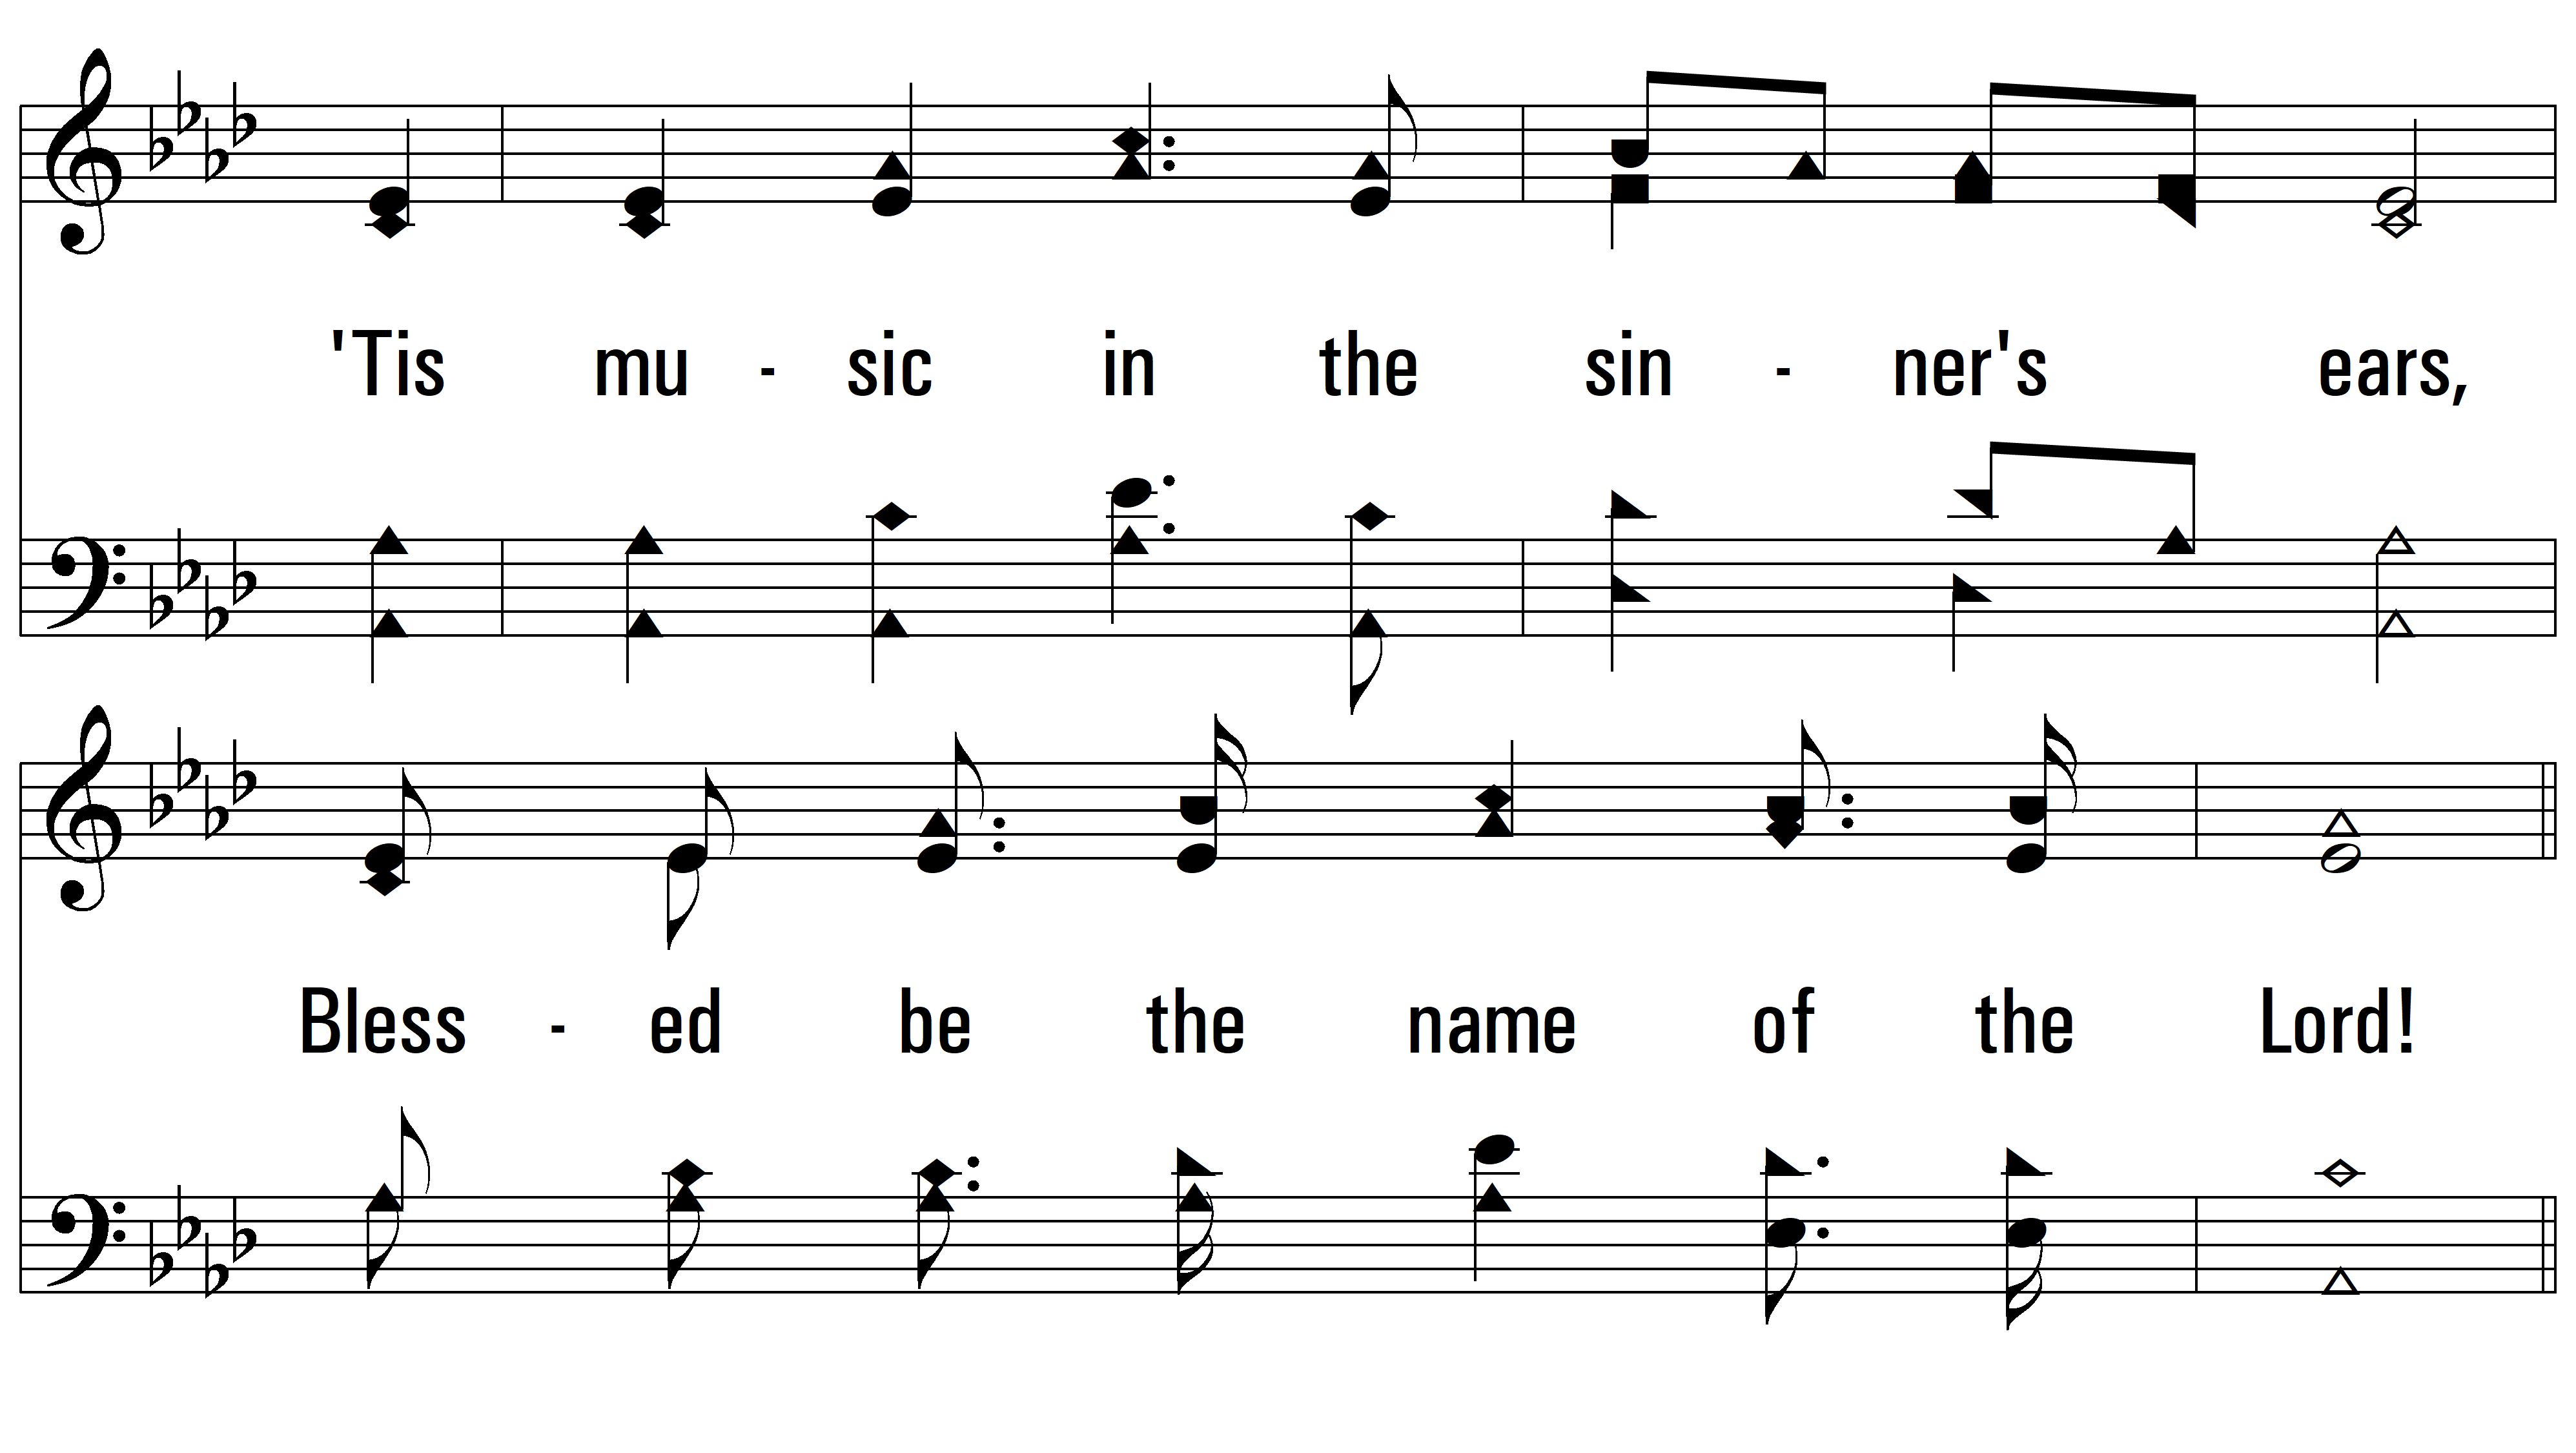 'Tis mu - sic in the sin - ner's ears,
Bless - ed be the name of the Lord!